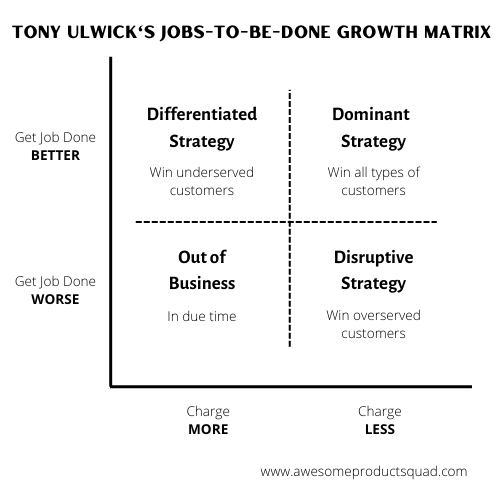 TONY ULWICK'S JOBS-TO-BE-DONE GROWTH MATRIX
Get Job Done
BETTER
Differentiated
Strategy
Win underserved
customers
Dominant
Strategy
Win all types of
customers
Get Job Done
WORSE
Out of
Business
In due time
Disruptive
Strategy
Win overserved
customers
Charge
MORE
Charge
LESS
www.awesomeproductsquad.com